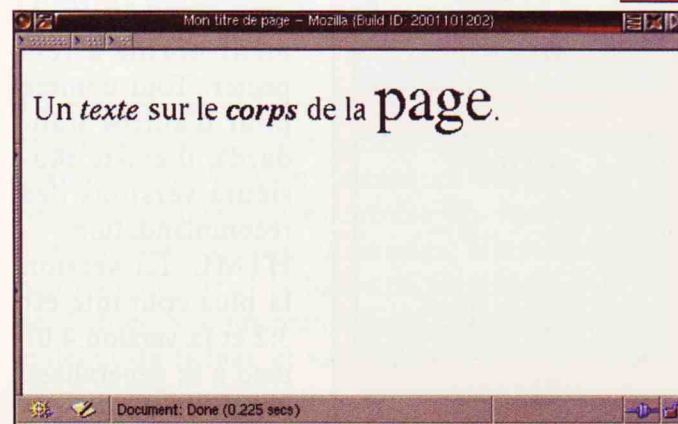 Mon titre de page – Mozilla {Build ID: 2001101202}
Un texte sur le corps de la page.
Document: Done (0.225 secs)